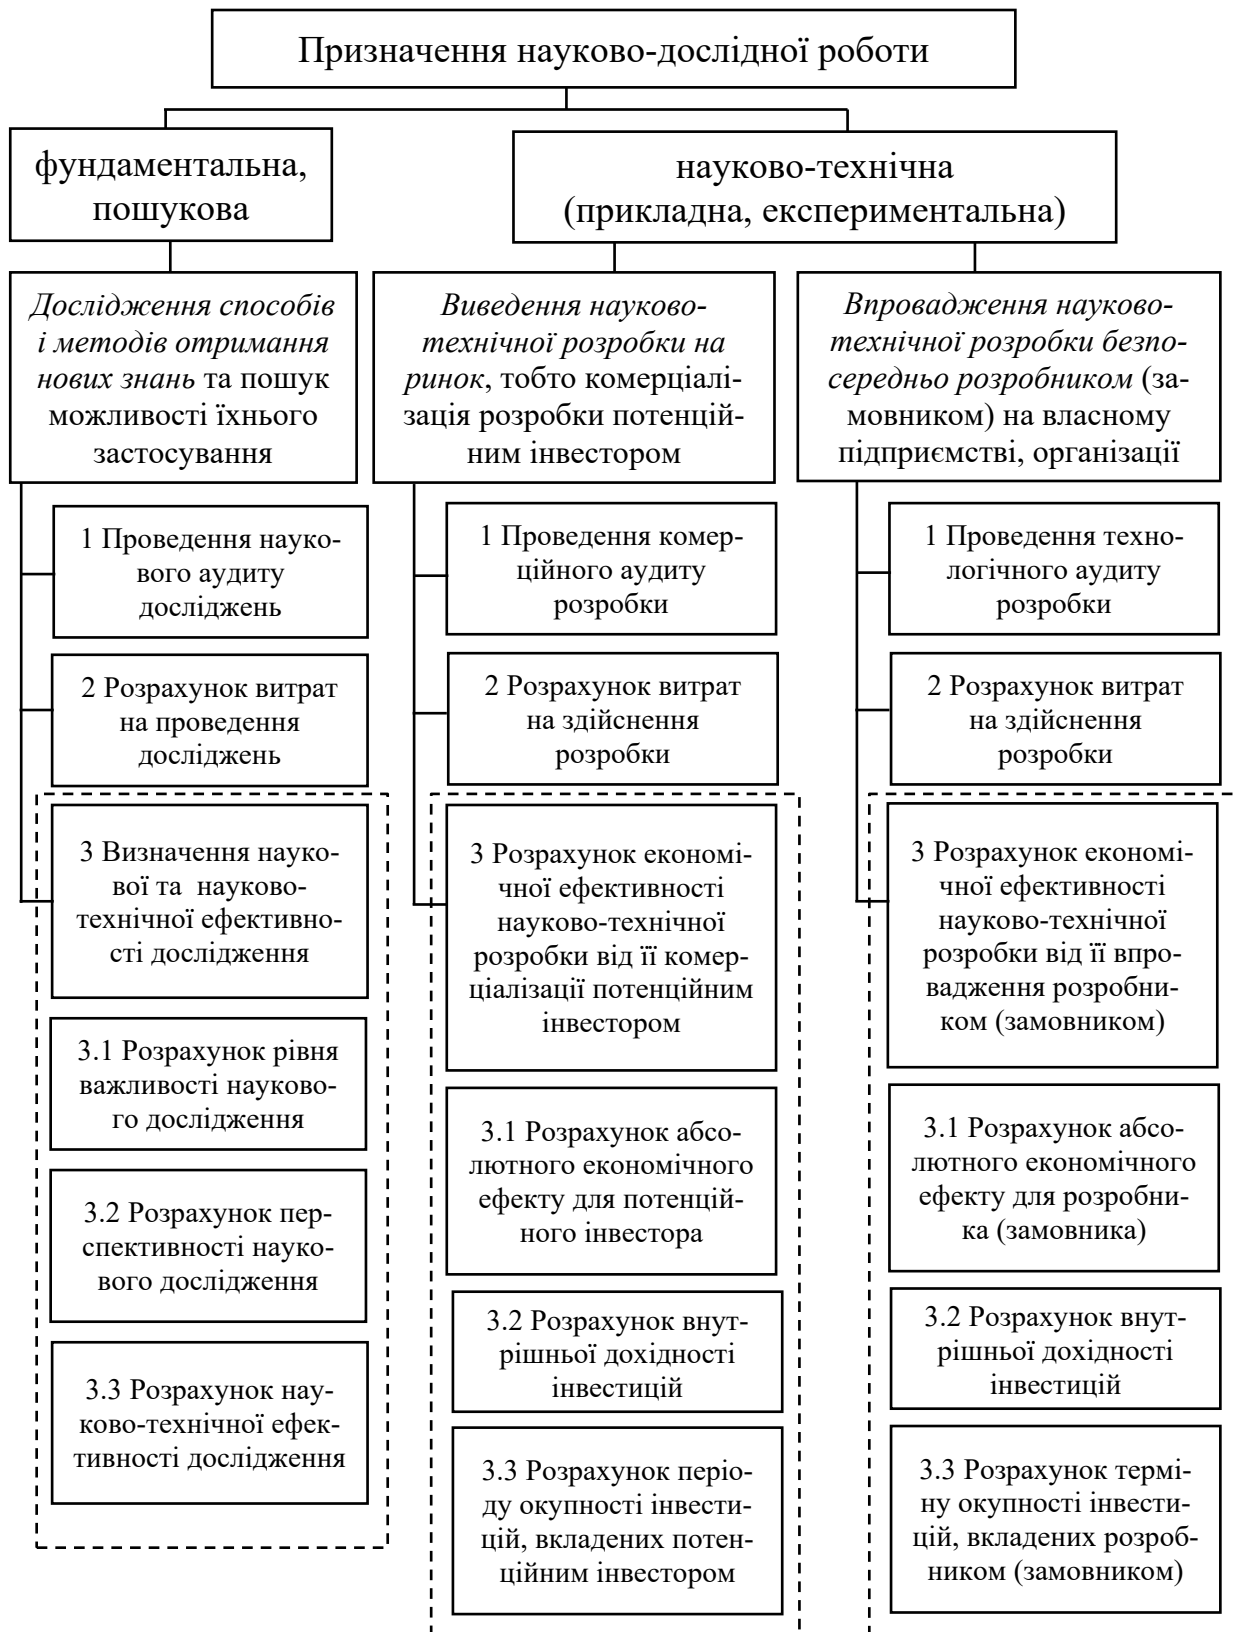 Призначення науково-дослідної роботи
фундаментальна,
пошукова
науково-технічна
(прикладна, експериментальна)
Дослідження способів
і методів отримання
нових знань та пошук
можливості їхнього
застосування
Виведення науково-
технічної розробки на
ринок, тобто комерціалі-
зація розробки потенцій-
ним інвестором
Впровадження науково-
технічної розробки безпо-
середньо розробником (за-
мовником) на власному
підприємстві, організації
1 Проведення науко-
вого аудиту
досліджень
2 Розрахунок витрат
на проведення
досліджень
3 Визначення науко-
вої та науково-
технічної ефективно-
сті дослідження
3.1 Розрахунок рівня
важливості науково-
го дослідження
3.2 Розрахунок пер-
спективності науко-
вого дослідження
3.3 Розрахунок нау-
ково-технічної ефек-
тивності дослідження
1 Проведення комер-
ційного аудиту
розробки
2 Розрахунок витрат
на здійснення
розробки
3 Розрахунок економі-
чної ефективності
науково-технічної
розробки від її комер-
ціалізації потенційним
інвестором
3.1 Розрахунок абсо-
лютного економічного
ефекту для потенцій-
ного інвестора
3.2 Розрахунок внут-
рішньої дохідності
інвестицій
3.3 Розрахунок періо-
ду окупності інвести-
цій, вкладених потен-
ційним інвестором
1 Проведення техно-
логічного аудиту
розробки
2 Розрахунок витрат
на здійснення
розробки
3 Розрахунок економі-
чної ефективності
науково-технічної
розробки від її впро-
вадження розробни-
ком (замовником)
3.1 Розрахунок абсо-
лютного економічного
ефекту для розробни-
ка (замовника)
3.2 Розрахунок внут-
рішньої дохідності
інвестицій
3.3 Розрахунок термі-
ну окупності інвести-
цій, вкладених розроб-
ником (замовником)